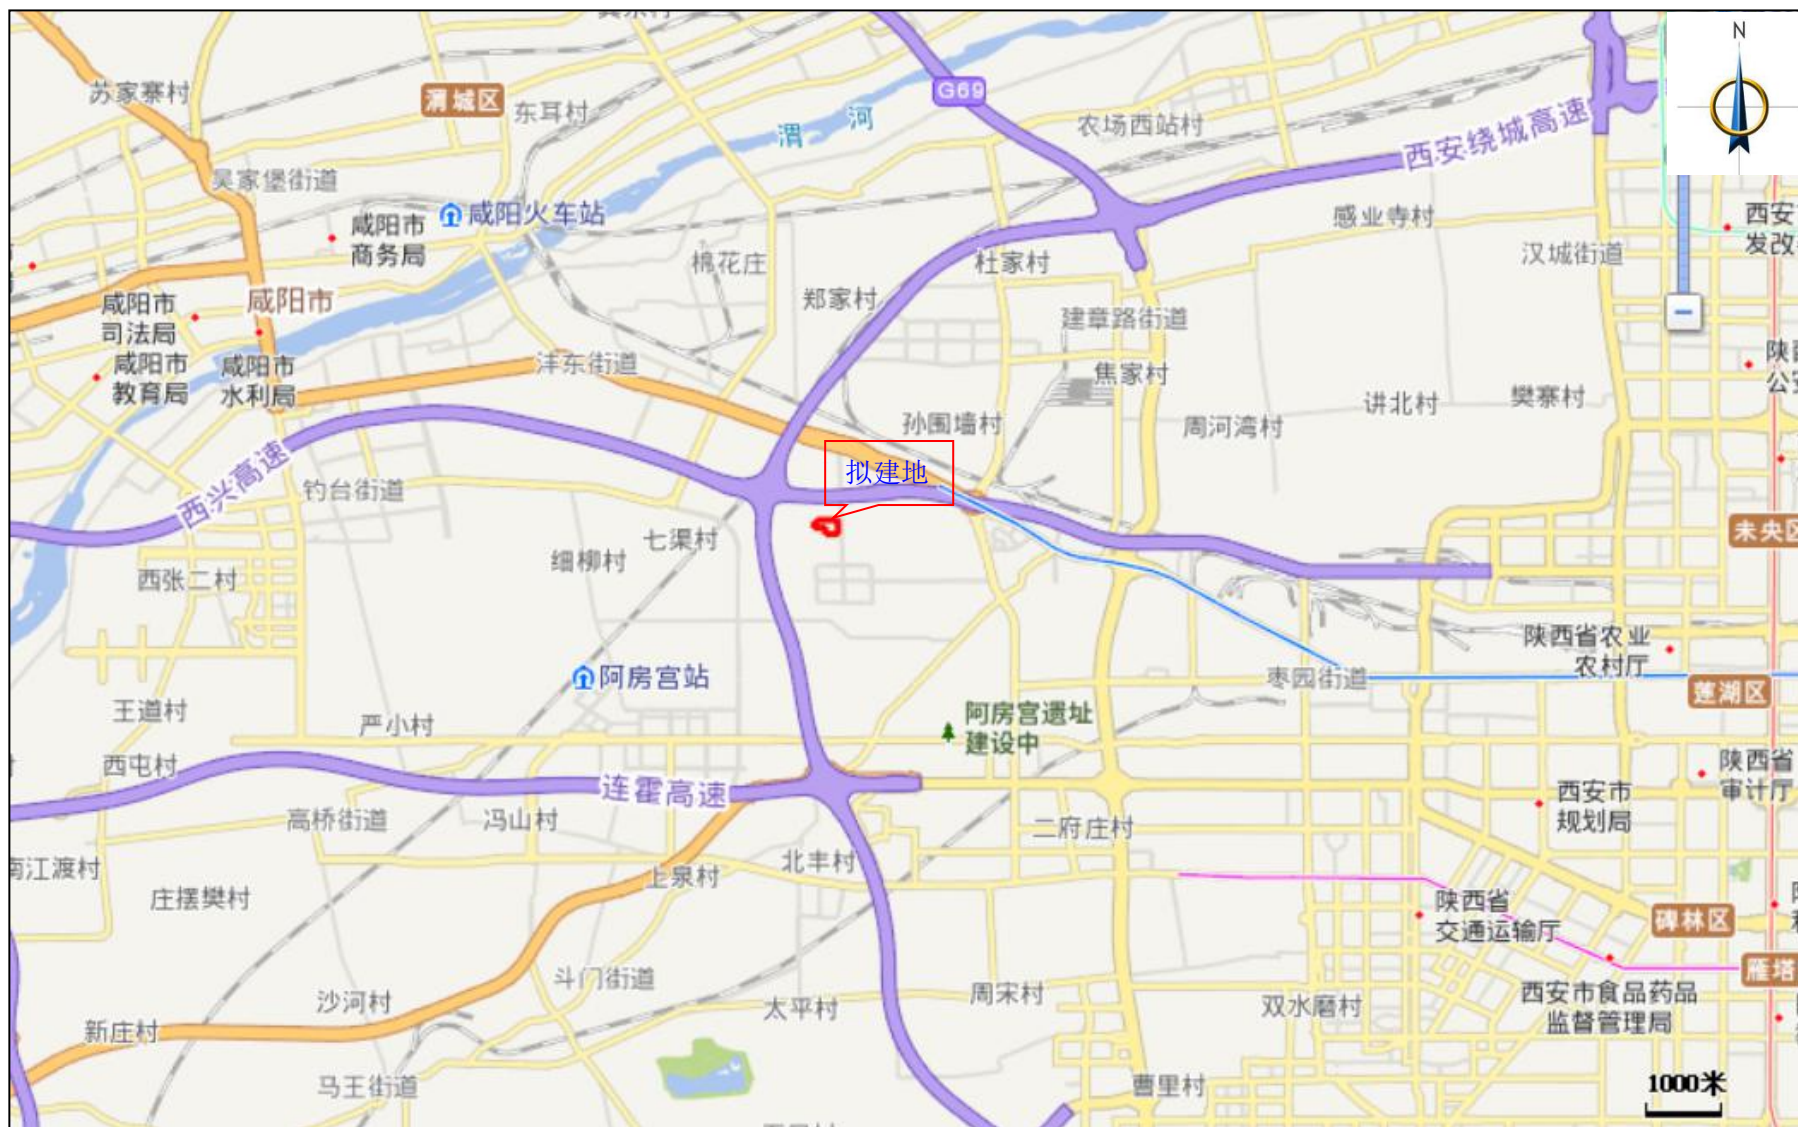 N
苏家寨村
渭城区
东耳村
G69
渭
河
农场西站村
西安绕城高速
吴家堡街道
咸阳火车站
咸阳市
商务局
感业寺村
西安
发改
汉城街道
棉花庄
杜家村
郑家村
咸阳市
司法局
咸阳市
建章路街道
沣东街道
咸阳市
教育局
咸阳市
水利局
焦家村
陕
公安
讲北村
樊寨村
孙围墙村
周河湾村
西兴高速
拟建地
钓台街道
七渠村
细柳村
未央区
西张二村
陕西省农业
农村厅
阿房宫站
枣园街道
莲湖区
王道村
严小村
阿房宫遗址
建设中
西屯村
陕西省
审计厅
连霍高速
西安市
规划局
高桥街道
冯山村
二府庄村
南江渡村
北丰村
上泉村
庄摆樊村
陕西省
交通运输厅
碑林区
斗门街道
雁塔
沙河村
太平村
周宋村
双水磨村
西安市食品药品
监督管理局
新庄村
马王街道
曹里村
1000米